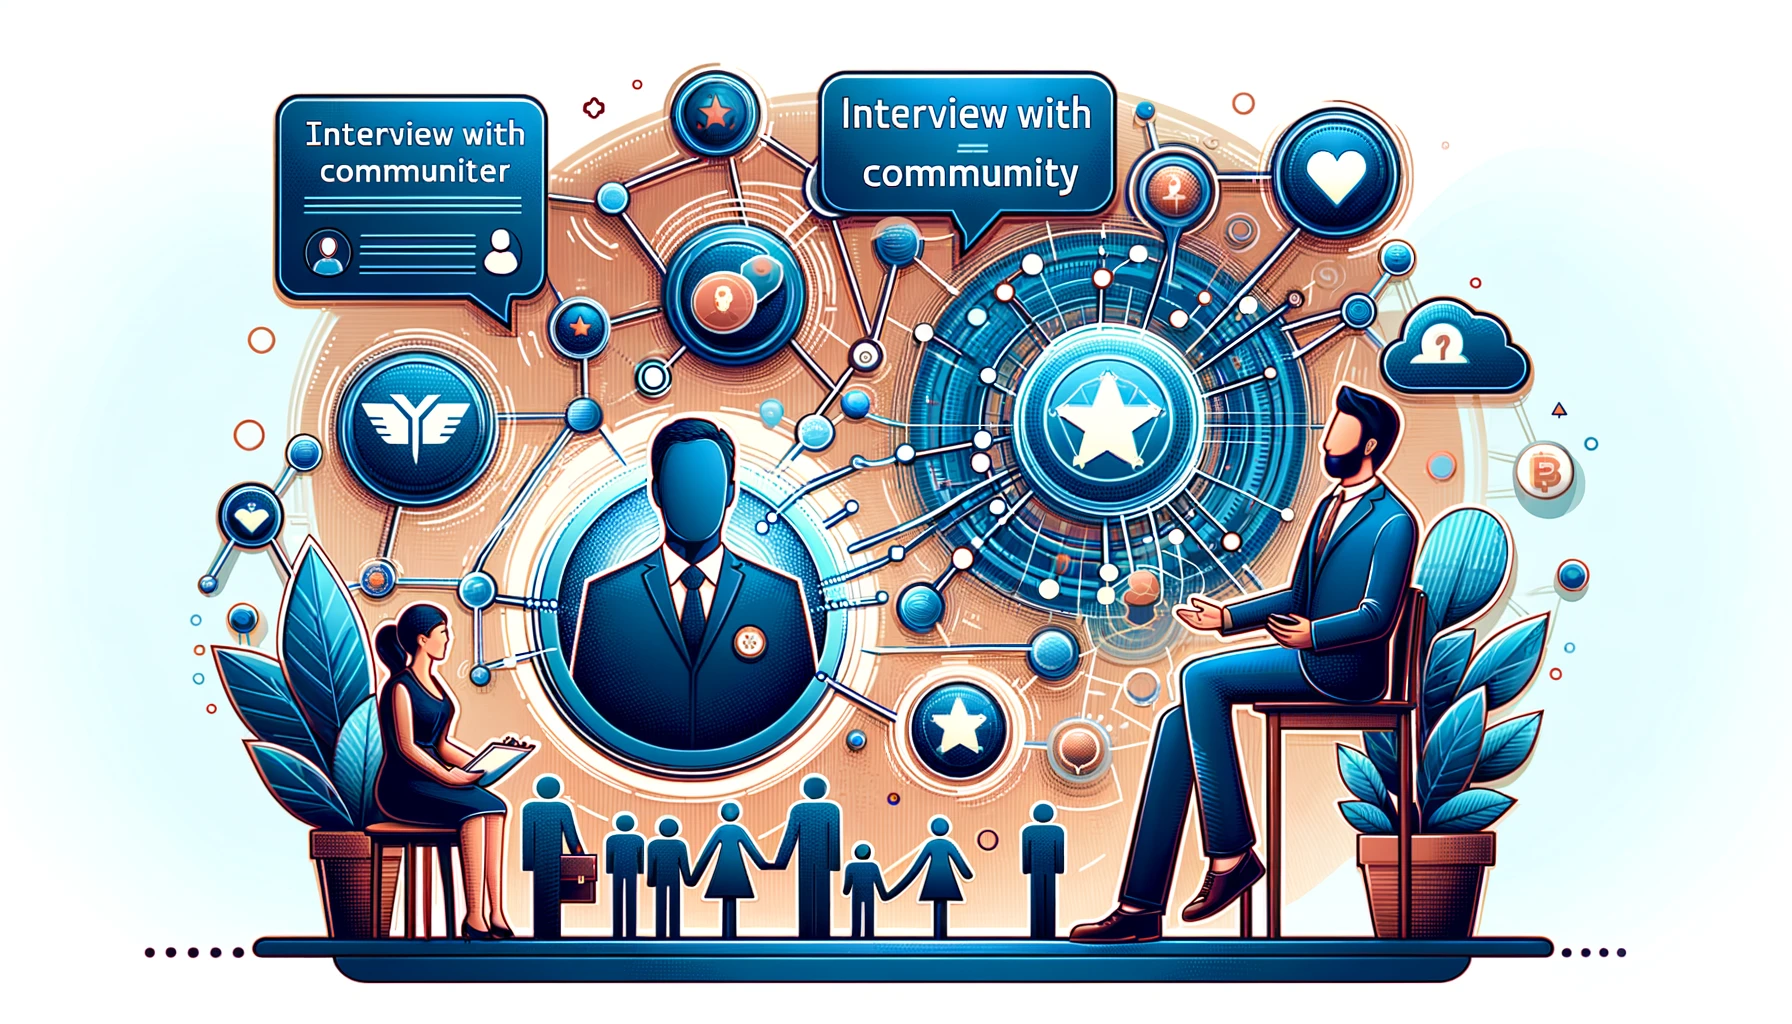 Interview with
communiter
Interview with
commumity
?